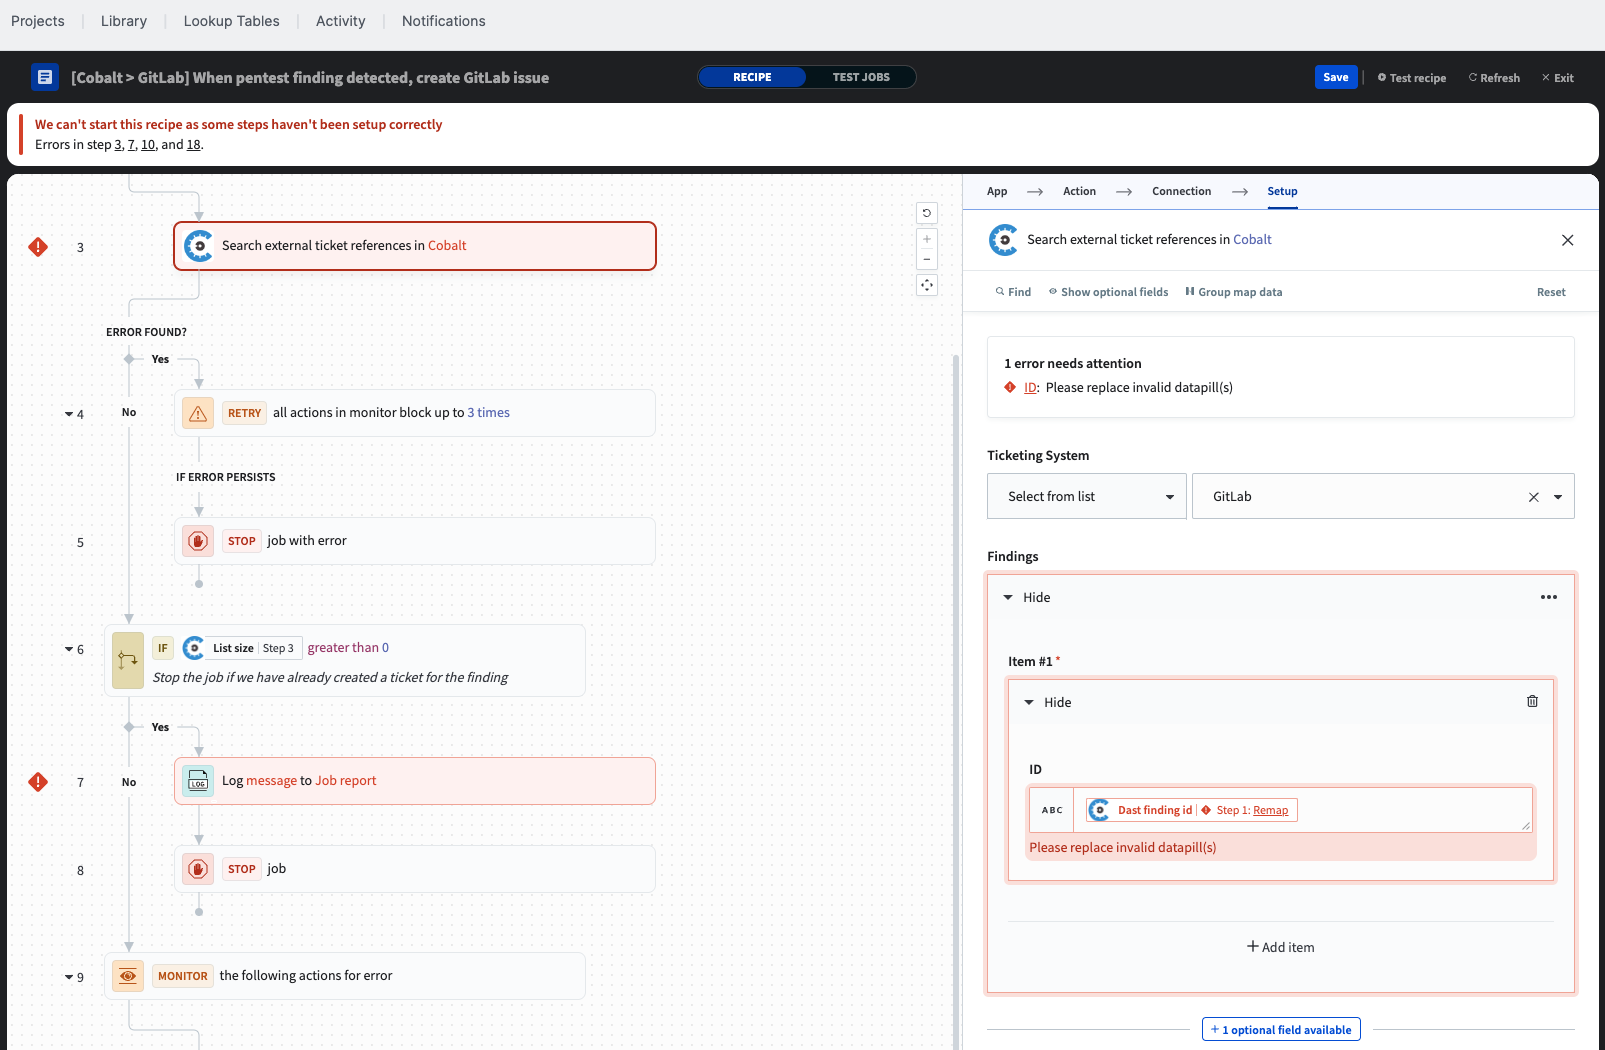 Projects
Library
Lookup Tables
Activity
Notifications
[Cobalt > GitLab] When pentest finding detected, create GitLab issue
RECIPE
TEST JOBS
Save
Test recipe
Refresh
Exit
We can't start this recipe as some steps haven't been setup correctly
Errors in step 3, 7, 10, and 18.
3
Search external ticket references in Cobalt
ERROR FOUND?
Yes
4
No
RETRY all actions in monitor block up to 3 times
IF ERROR PERSISTS
5
STOP job with error
6
IF List size | Step 3 greater than 0
Stop the job if we have already created a ticket for the finding
Yes
7
No
LOG
Log message to Job report
8
STOP job
9
MONITOR the following actions for error
App
Action
Connection
Setup
Search external ticket references in Cobalt
Find
Show optional fields
Group map data
Reset
1 error needs attention
ID: Please replace invalid datapill(s)
Ticketing System
Select from list
GitLab
Findings
Hide
Item #1 *
Hide
ID
ABC
Dast finding id | Step 1: Remap
Please replace invalid datapill(s)
+ Add item
+ 1 optional field available